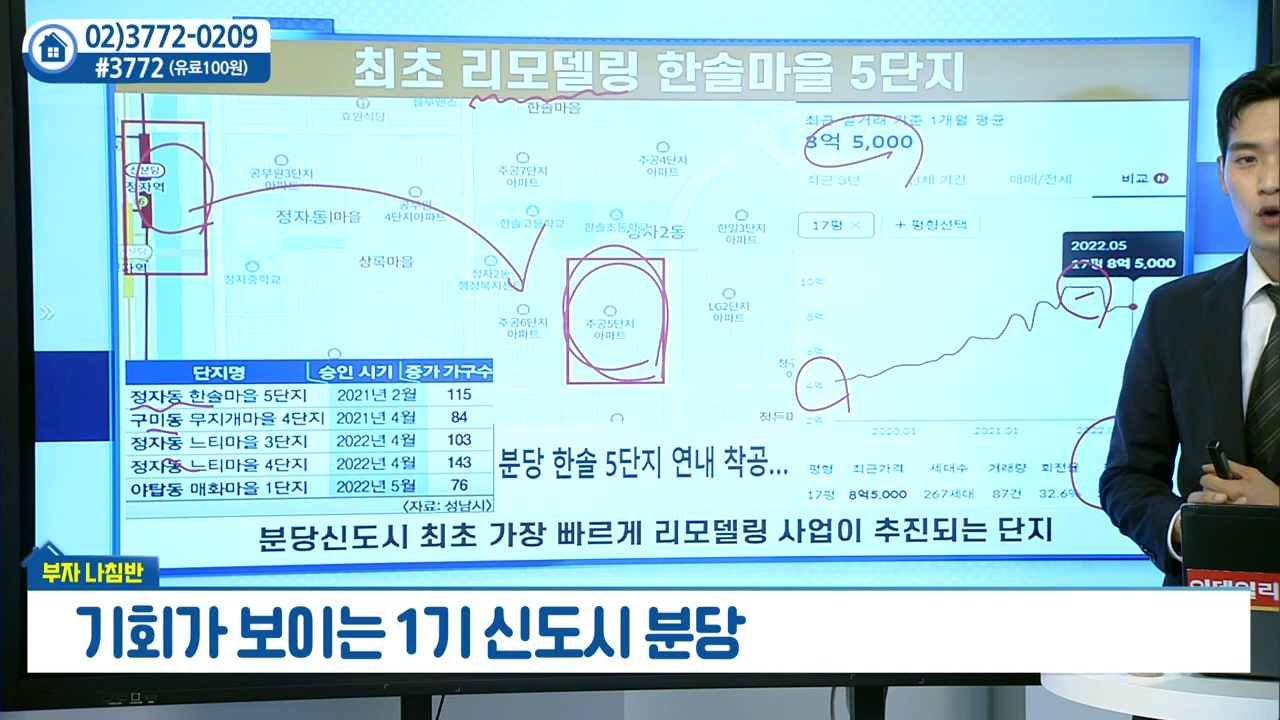 02)3772-0209
#3772 (유료100원)
최초 리모델링 한솔마을 5단지
한솔마을
효원식당
신분당
정자역
공무원3단지
아파트
주공7단지
아파트
주공4단지
아파트
4단지아파트
정자동마을
한솔고등학교
한솔초등학교
정자2동
한일3단지
아파트
상록마을
정자중학교
정자2동
주공6단지
아파트
주공5단지
아파트
LG2단지
아파트
최근 실거래 기준 1개월 평균
8억 5,000
최근 3년
전체 기간
매매/전세
비교 N
17평 ×
+ 평형선택
2022.05
17평 8억 5,000
10억
8억
6억
4억
2억
2020.01
2021.01
평형 최근가격 세대수 거래량 회전율
17평 8억5,000 267세대 87건 32.6%
단지명 승인 시기 증가 가구수
정자동 한솔마을 5단지 2021년 2월 115
구미동 무지개마을 4단지 2021년 4월 84
정자동 느티마을 3단지 2022년 4월 103
정자동 느티마을 4단지 2022년 4월 143
야탑동 매화마을 1단지 2022년 5월 76
〈자료: 성남시〉
분당 한솔 5단지 연내 착공...
분당신도시 최초 가장 빠르게 리모델링 사업이 추진되는 단지
부자 나침반
기회가 보이는 1기 신도시 분당